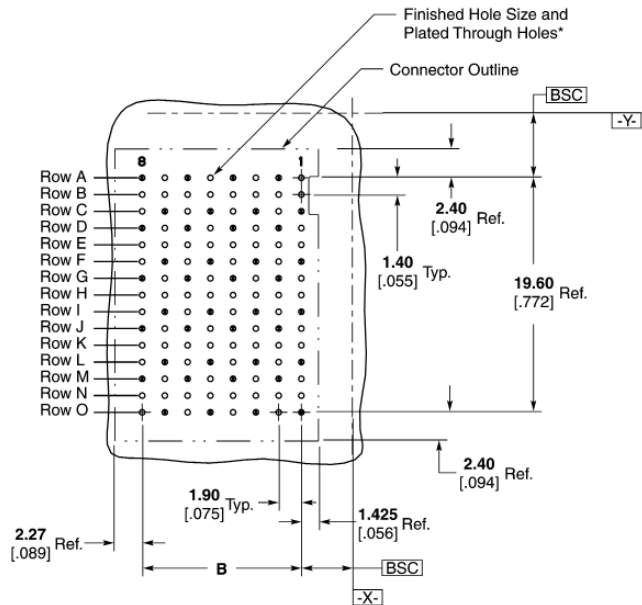 Finished Hole Size and
Plated Through Holes*
Connector Outline
BSC
-Y-
8 1
Row A
Row B
Row C
Row D
Row E
Row F
Row G
Row H
Row I
Row J
Row K
Row L
Row M
Row N
Row O
2.40
[.094] Ref.
1.40
[.055] Typ.
19.60
[.772] Ref.
2.40
[.094] Ref.
1.90
[.075] Typ.
1.425
[.056] Ref.
2.27
[.089] Ref.
B
BSC
-X-